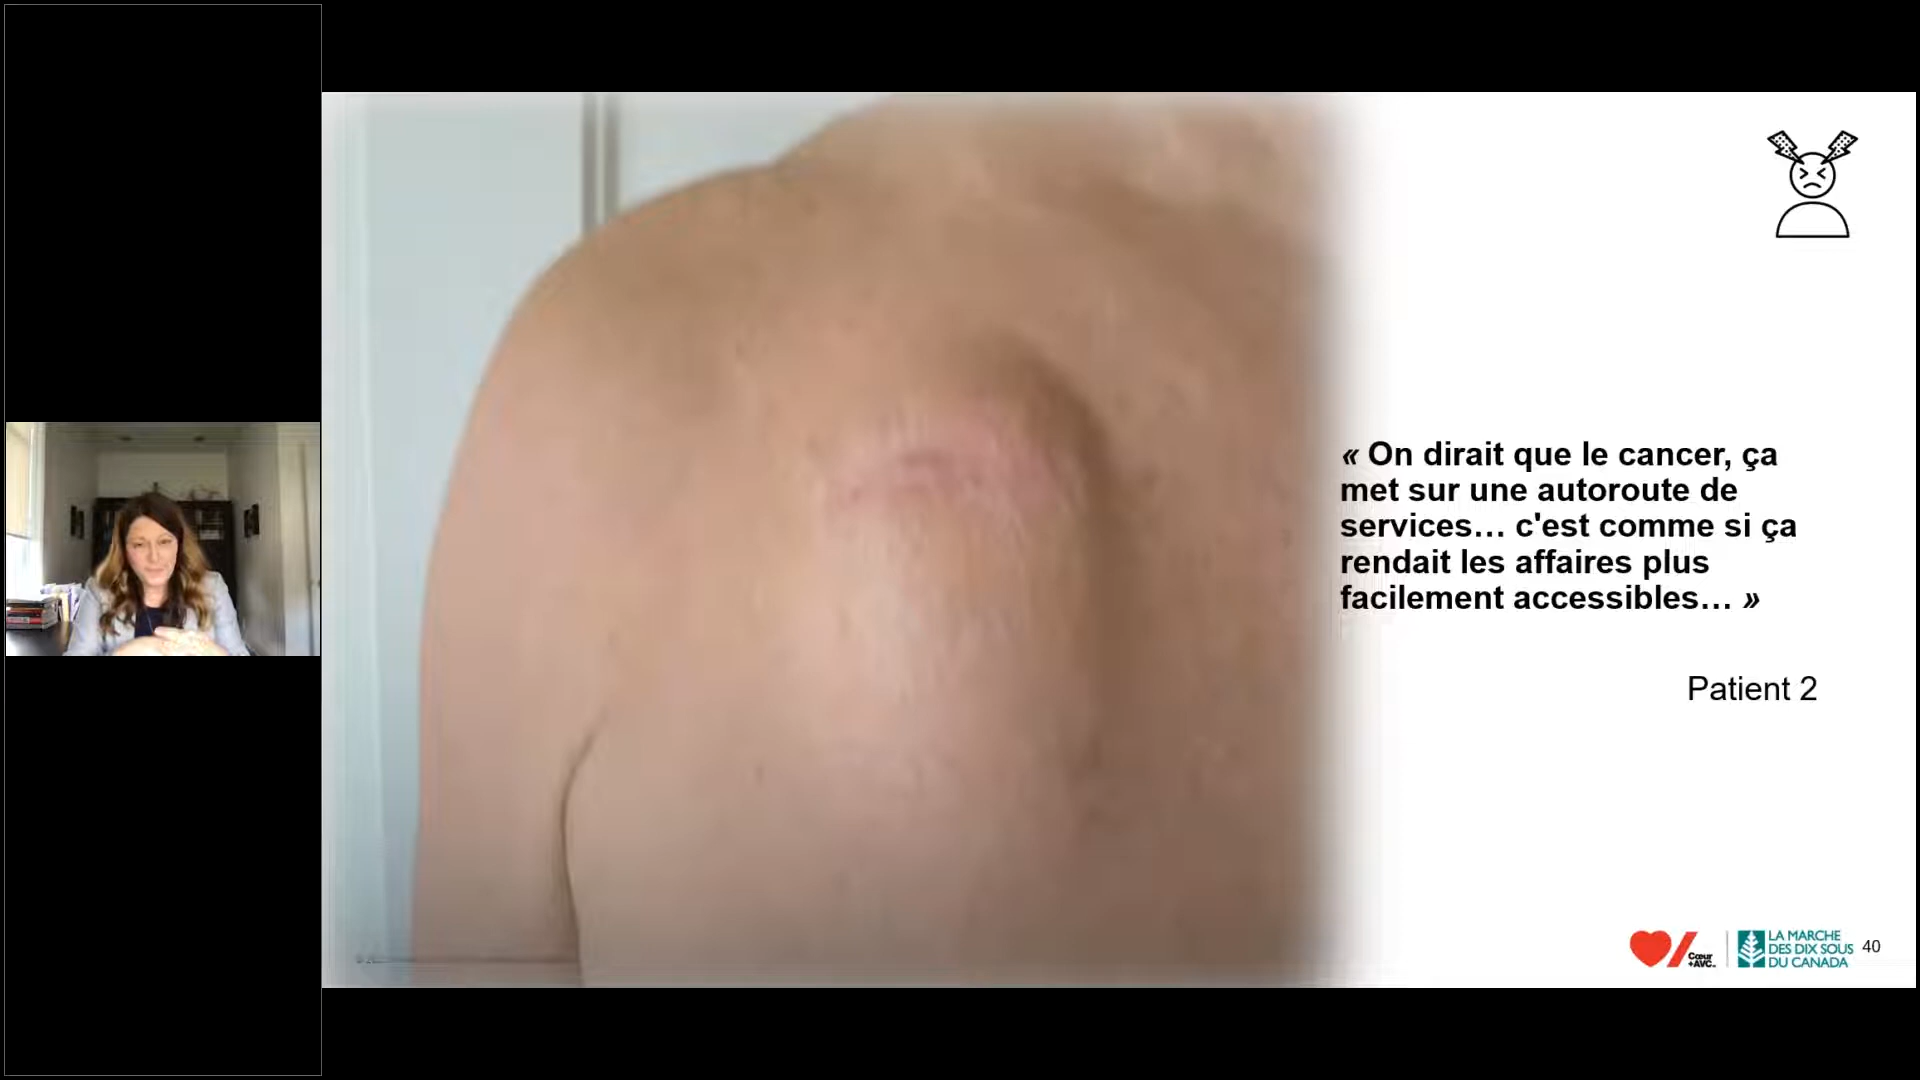 « On dirait que le cancer, ça
met sur une autoroute de
services… c'est comme si ça
rendait les affaires plus
facilement accessibles… »
Patient 2
Cœur
+AVC
LA MARCHE
DES DIX SOUS
DU CANADA
40